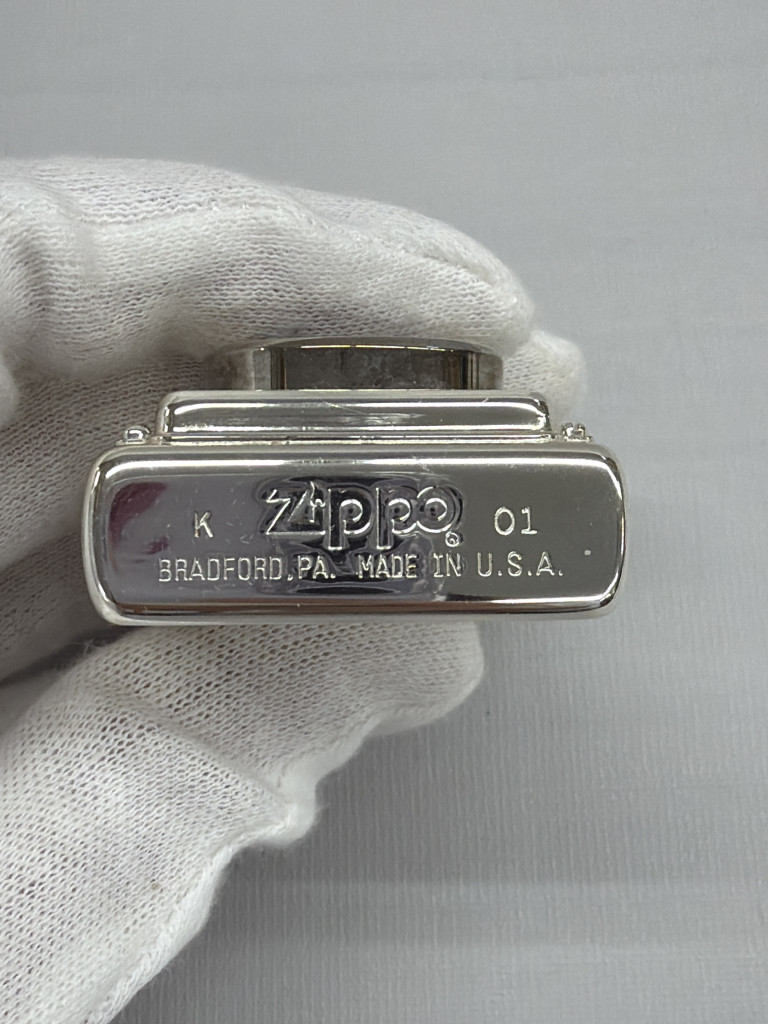 K Zippo® 01
BRADFORD,PA. MADE IN U.S.A.